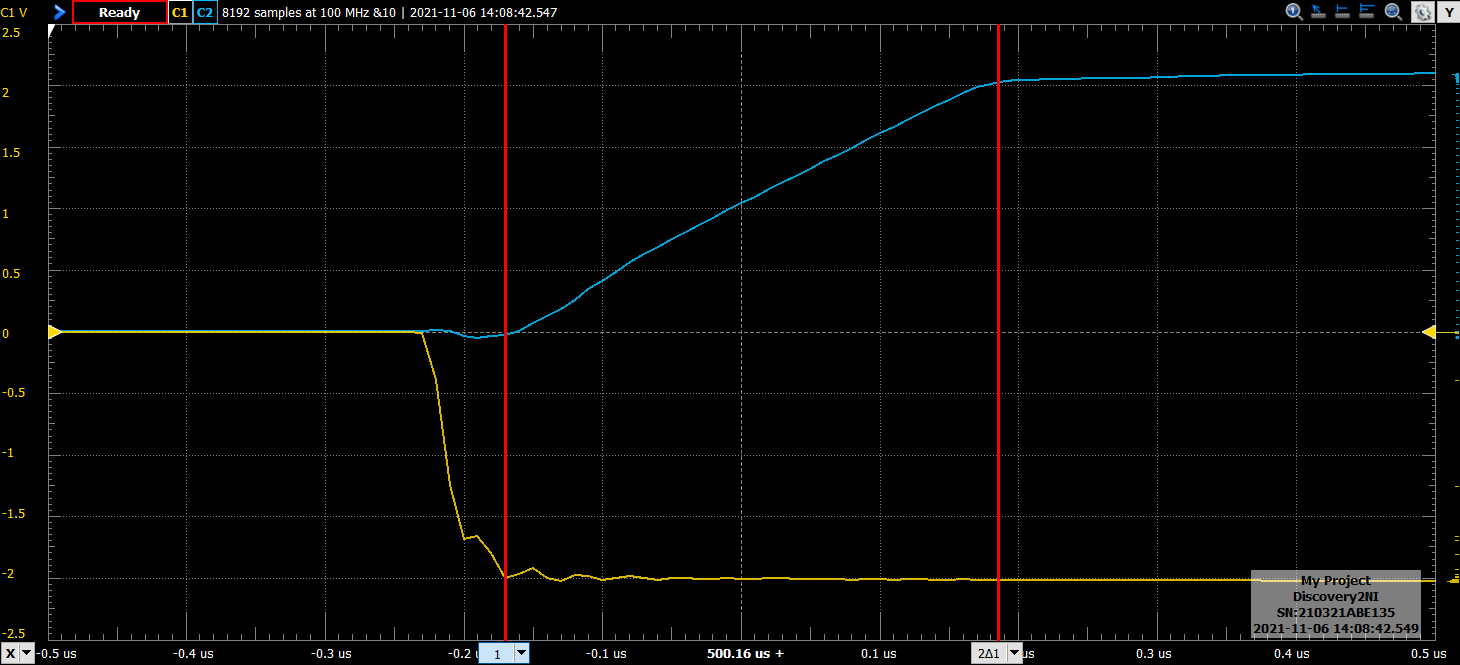 C1 V Ready C1 C2 8192 samples at 100 MHz &10 | 2021-11-06 14:08:42.547 Y
2.5
2
1.5
1
0.5
0
-0.5
-1
-1.5
-2
-2.5
My Project
Discovery2NI
SN:210321ABE135
2021-11-06 14:08:42.549
X -0.5 us -0.4 us -0.3 us -0.2 1 -0.1 us 500.16 us + 0.1 us 2Δ1 us 0.3 us 0.4 us 0.5 us